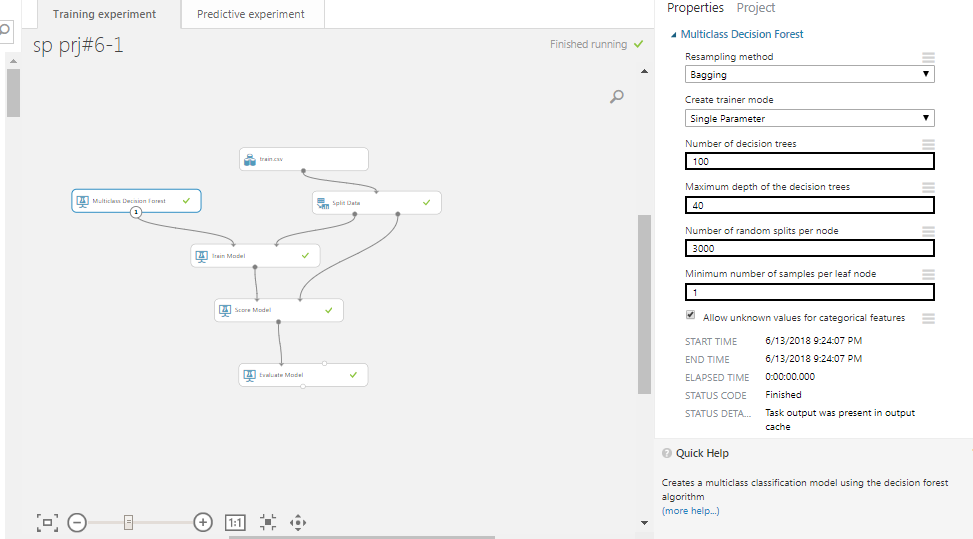 Training experiment
Predictive experiment
sp prj#6-1
Finished running
train.css
Multiclass Decision Forest
1
Split Data
Train Model
Score Model
Evaluate Model
1:1
Properties
Project
Multiclass Decision Forest
Resampling method
Bagging
Create trainer mode
Single Parameter
Number of decision trees
100
Maximum depth of the decision trees
40
Number of random splits per node
3000
Minimum number of samples per leaf node
1
Allow unknown values for categorical features
START TIME 6/13/2018 9:24:07 PM
END TIME 6/13/2018 9:24:07 PM
ELAPSED TIME 0:00:00.000
STATUS CODE Finished
STATUS DETA... Task output was present in output
cache
? Quick Help
Creates a multiclass classification model using the decision forest
algorithm
(more help...)